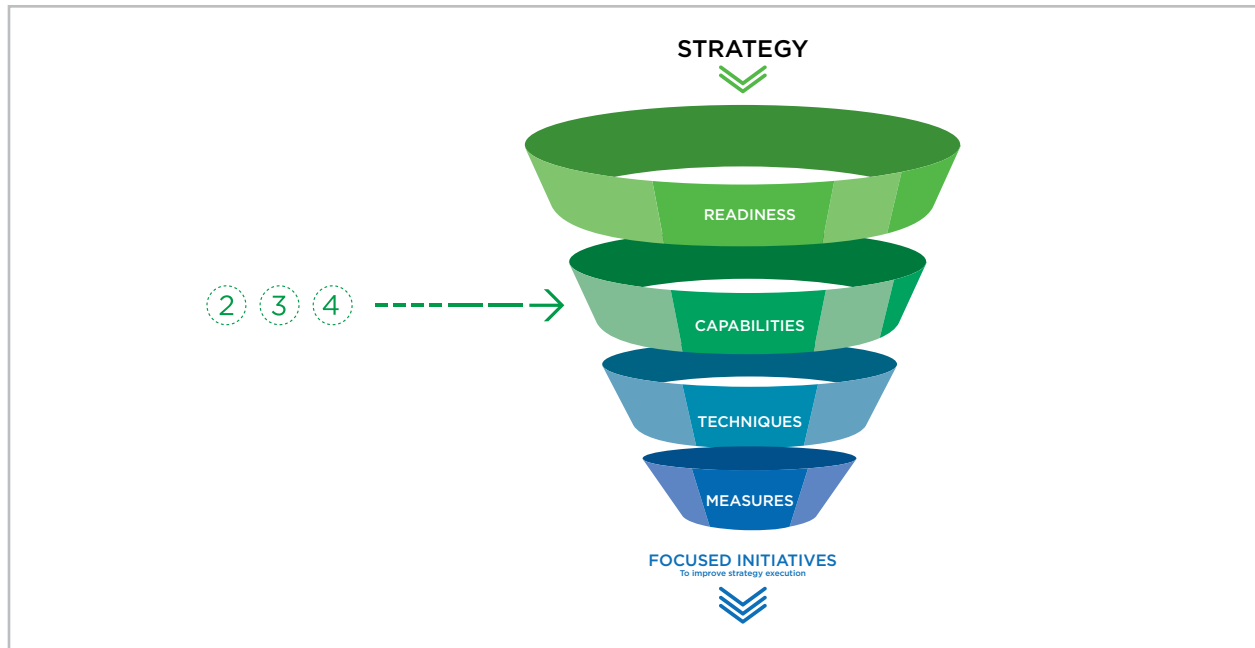 STRATEGY
READINESS
2 3 4
CAPABILITIES
TECHNIQUES
MEASURES
FOCUSED INITIATIVES
To improve strategy execution